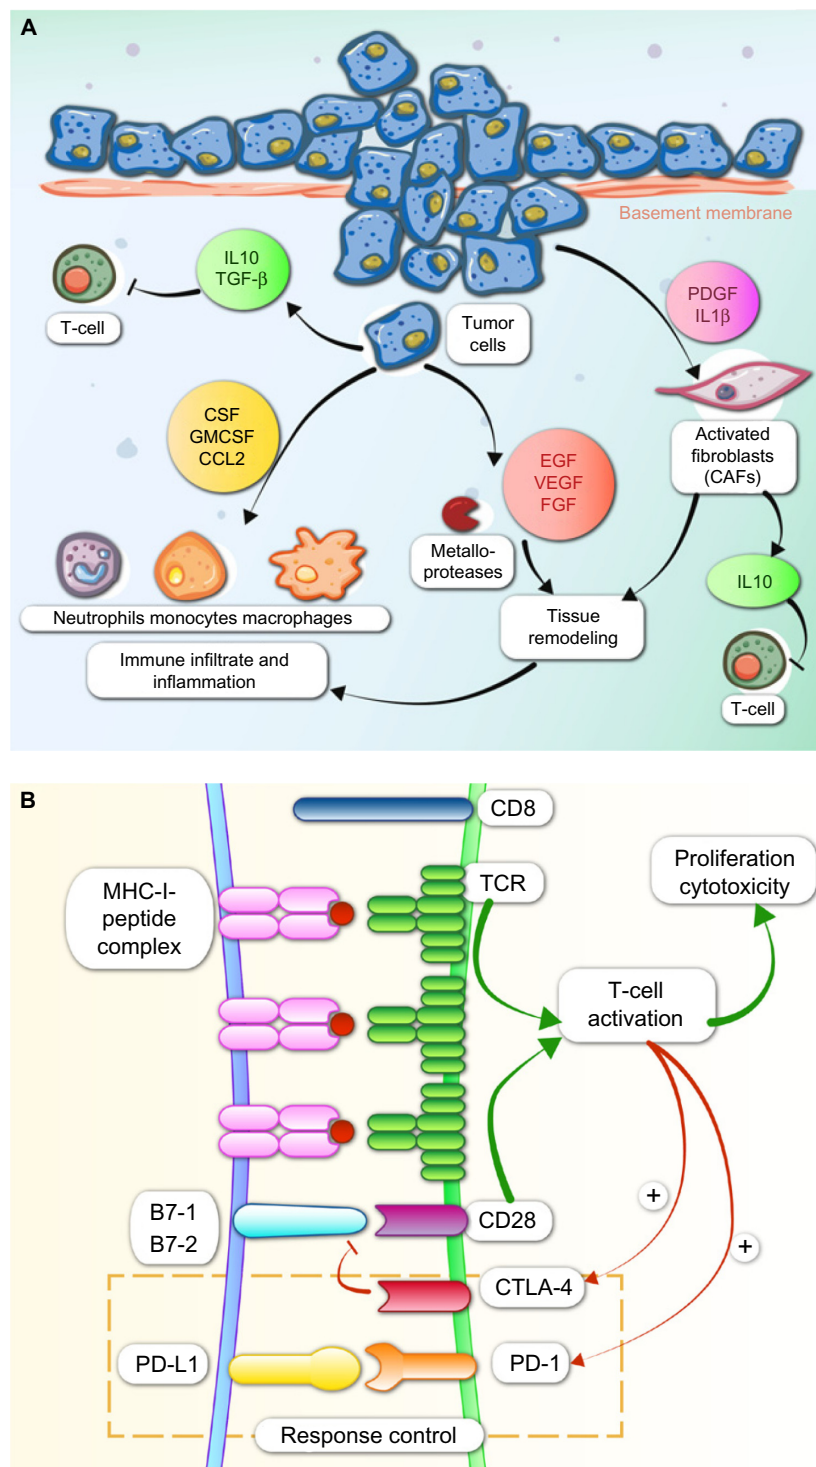 A
Basement membrane
IL10
TGF-β
T-cell
PDGF
IL1β
Tumor
cells
CSF
GMCSF
CCL2
Activated
fibroblasts
(CAFs)
EGF
VEGF
FGF
Metallo-
proteases
IL10
Neutrophils monocytes macrophages
Tissue
remodeling
Immune infiltrate and
inflammation
T-cell
B
CD8
MHC-I-
peptide
complex
TCR
Proliferation
cytotoxicity
T-cell
activation
B7-1
B7-2
CD28
+
+
CTLA-4
PD-L1
PD-1
Response control